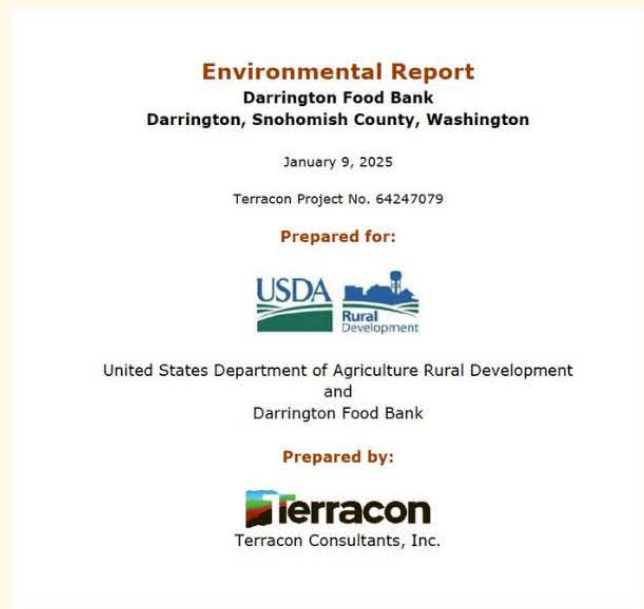 Environmental Report
Darrington Food Bank
Darrington, Snohomish County, Washington
January 9, 2025
Terracon Project No. 64247079
Prepared for:
USDA
Rural
Development
United States Department of Agriculture Rural Development
and
Darrington Food Bank
Prepared by:
Terracon
Terracon Consultants, Inc.